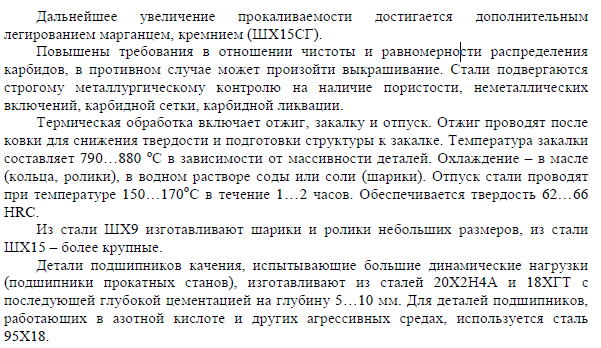 Дальнейшее увеличение прокаливаемости достигается дополнительным
легированием марганцем, кремнием (ШХ15СГ).
Повышены требования в отношении чистоты и равномерности распределения
карбидов, в противном случае может произойти выкрашивание. Стали подвергаются
строгому металлургическому контролю на наличие пористости, неметаллических
включений, карбидной сетки, карбидной ликвации.
Термическая обработка включает отжиг, закалку и отпуск. Отжиг проводят после
ковки для снижения твердости и подготовки структуры к закалке. Температура закалки
составляет 790…880 ºС в зависимости от массивности деталей. Охлаждение – в масле
(кольца, ролики), в водном растворе соды или соли (шарики). Отпуск стали проводят
при температуре 150…170ºС в течение 1…2 часов. Обеспечивается твердость 62…66
HRC.
Из стали ШХ9 изготавливают шарики и ролики небольших размеров, из стали
ШХ15 – более крупные.
Детали подшипников качения, испытывающие большие динамические нагрузки
(подшипники прокатных станов), изготавливают из сталей 20Х2Н4А и 18ХГТ с
последующей глубокой цементацией на глубину 5…10 мм. Для деталей подшипников,
работающих в азотной кислоте и других агрессивных средах, используется сталь
95Х18.